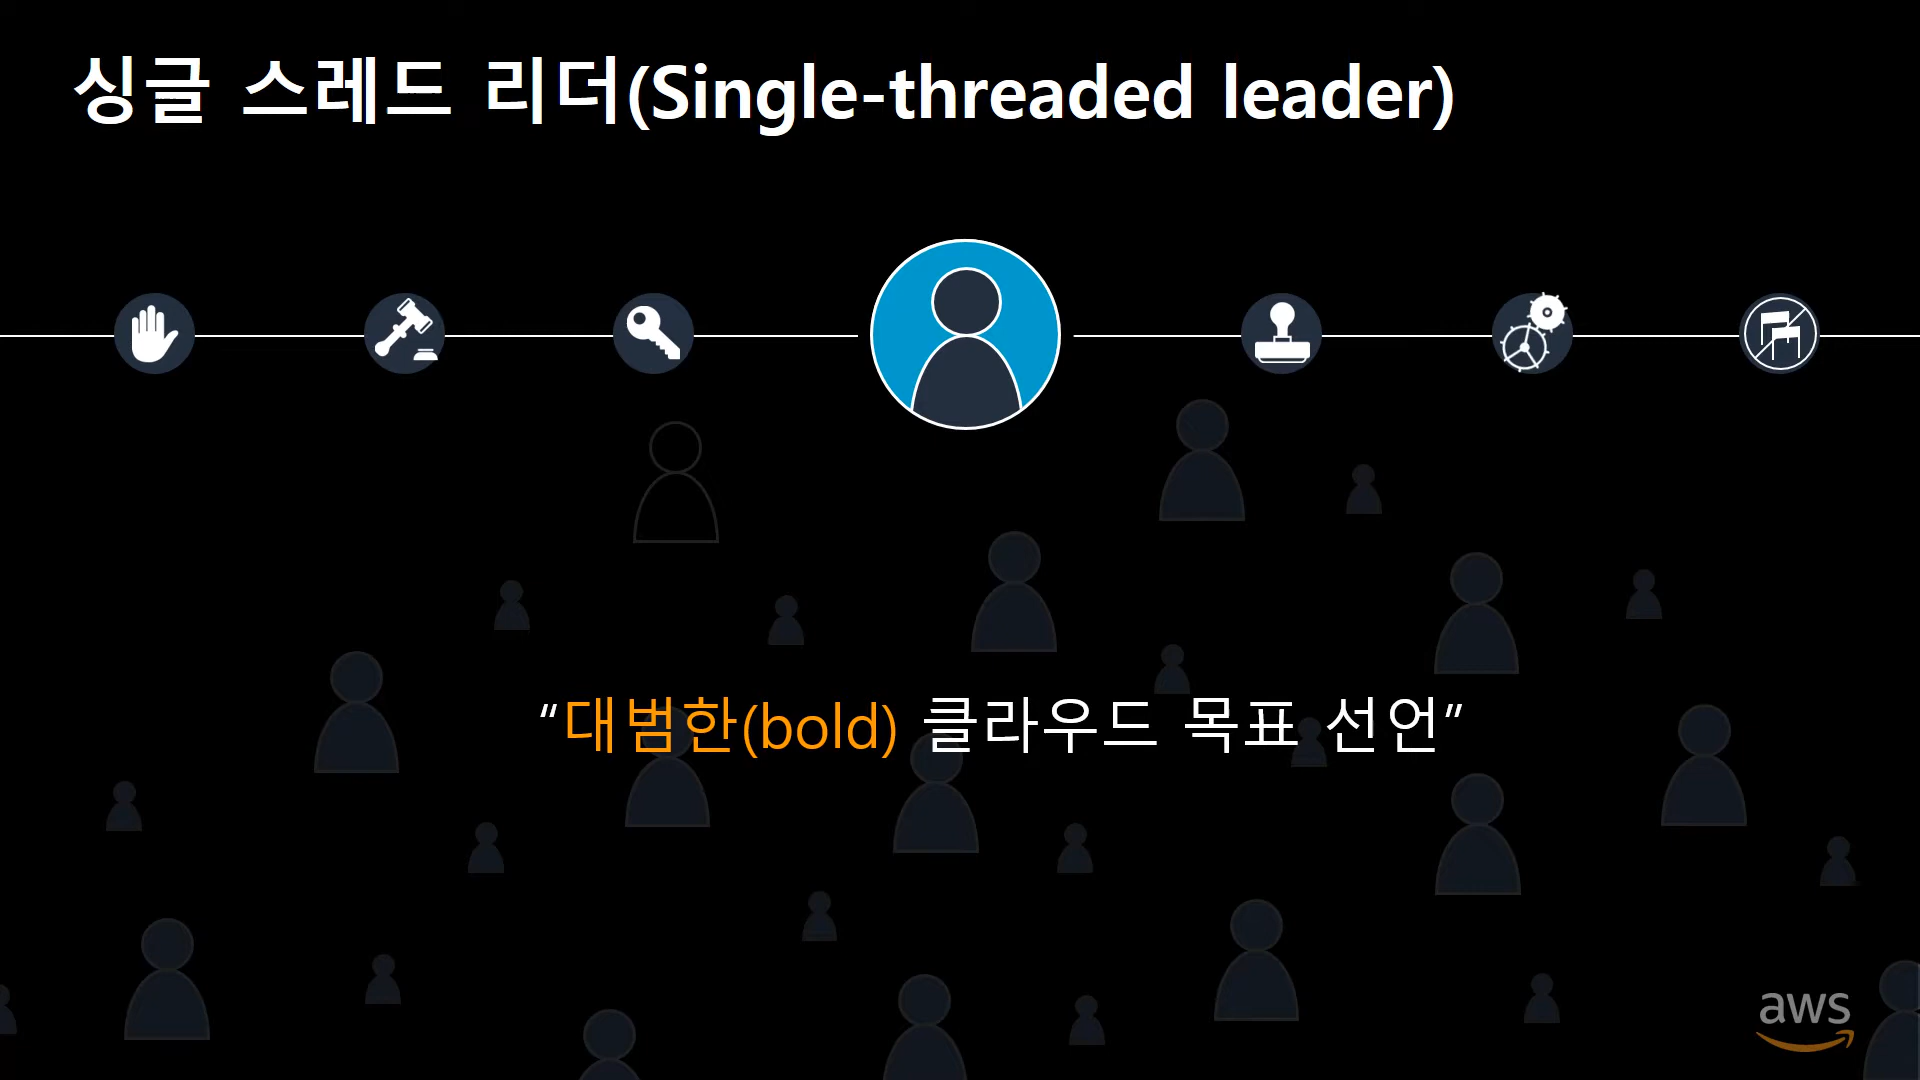 싱글 스레드 리더(Single-threaded leader)
“대범한(bold) 클라우드 목표 선언”
aws